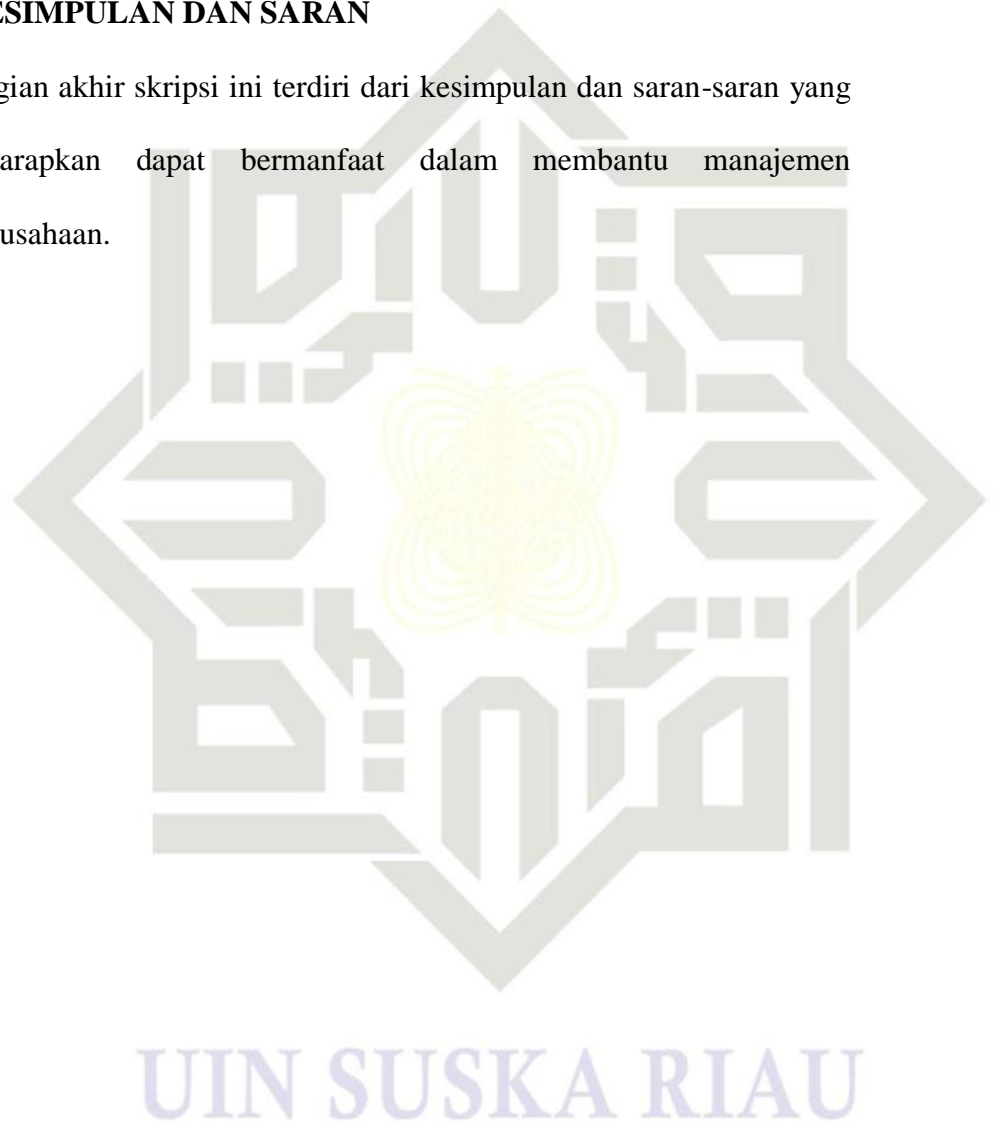 ESIMPULAN DAN SARAN
gian akhir skripsi ini terdiri dari kesimpulan dan saran-saran yang
arapkan dapat bermanfaat dalam membantu manajemen
usahaan.
UIN SUSKA RIAU